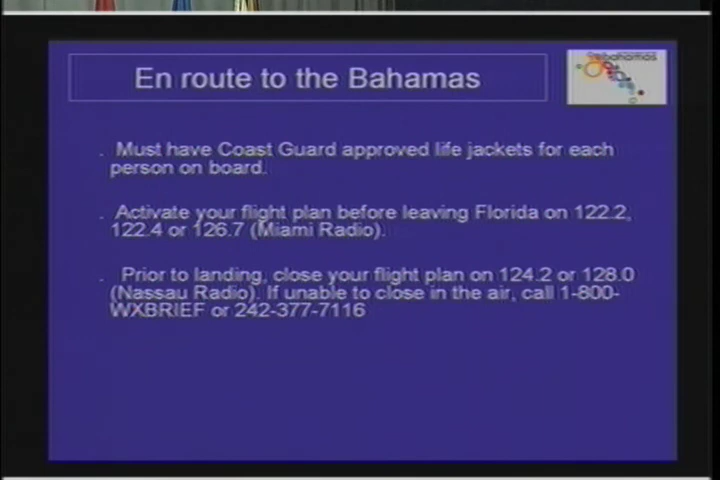 En route to the Bahamas
bahamas
. Must have Coast Guard approved life jackets for each
person on board.
. Activate your flight plan before leaving Florida on 122.2,
122.4 or 126.7 (Miami Radio).
. Prior to landing, close your flight plan on 124.2 or 128.0
(Nassau Radio). If unable to close in the air, call 1-800-
WXBRIEF or 242-377-7116